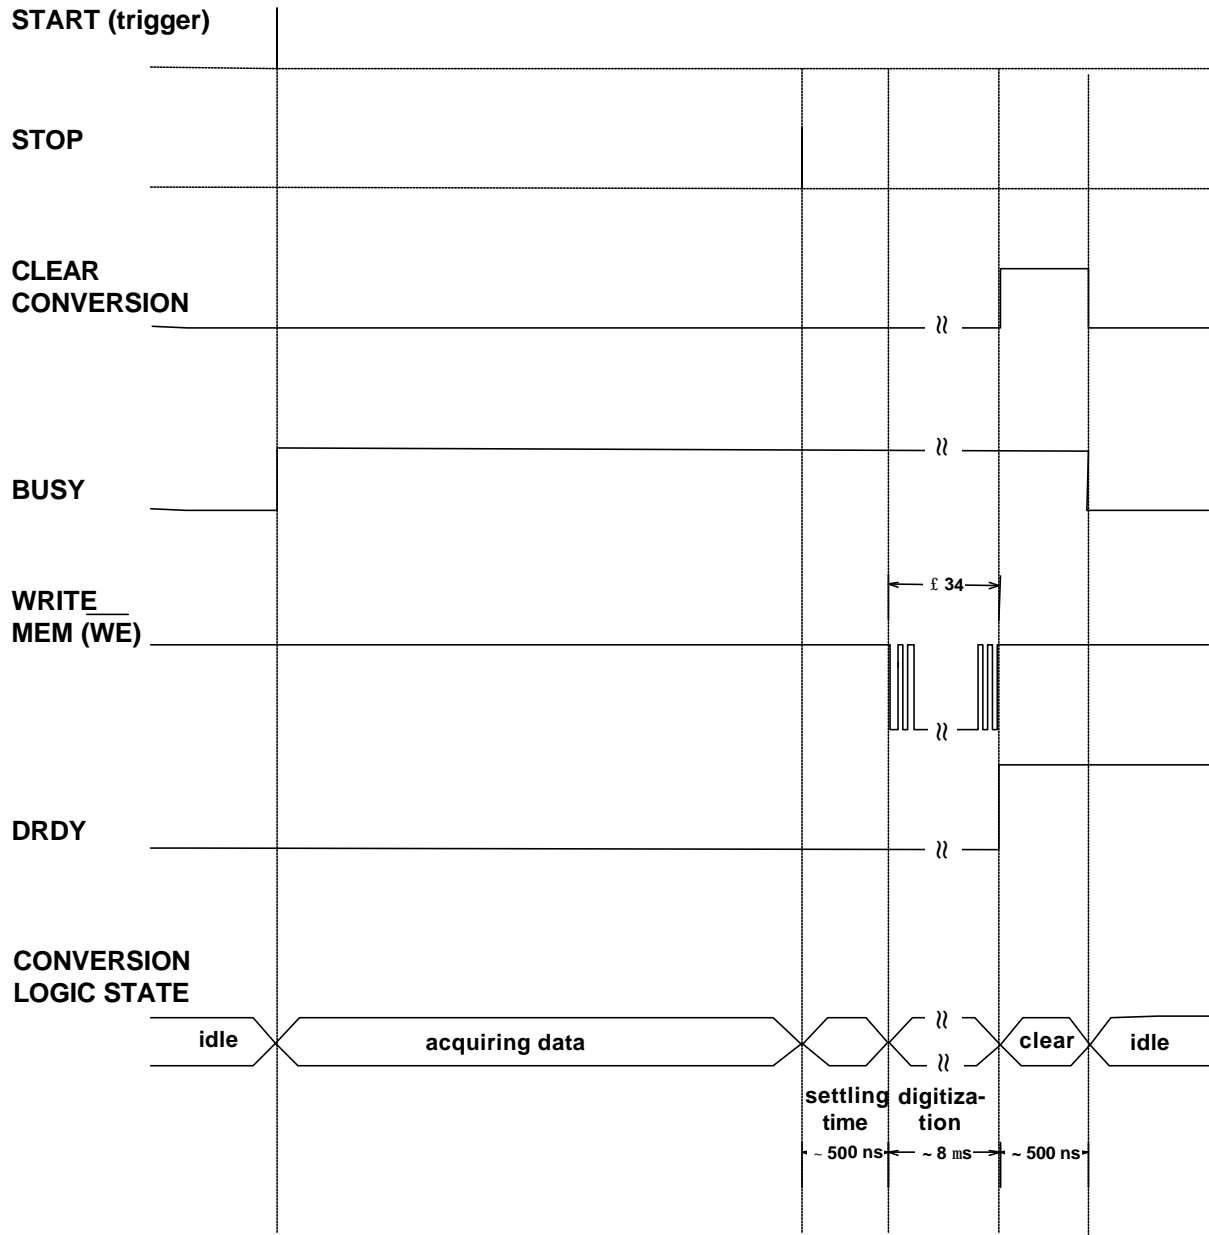 START (trigger)
STOP
CLEAR
CONVERSION
BUSY
£ 34
WRITE
MEM (WE)
DRDY
CONVERSION
LOGIC STATE
idle
acquiring data
clear
idle
settling
time
digitiza-
tion
~ 500 ns
~ 8 ms
~ 500 ns